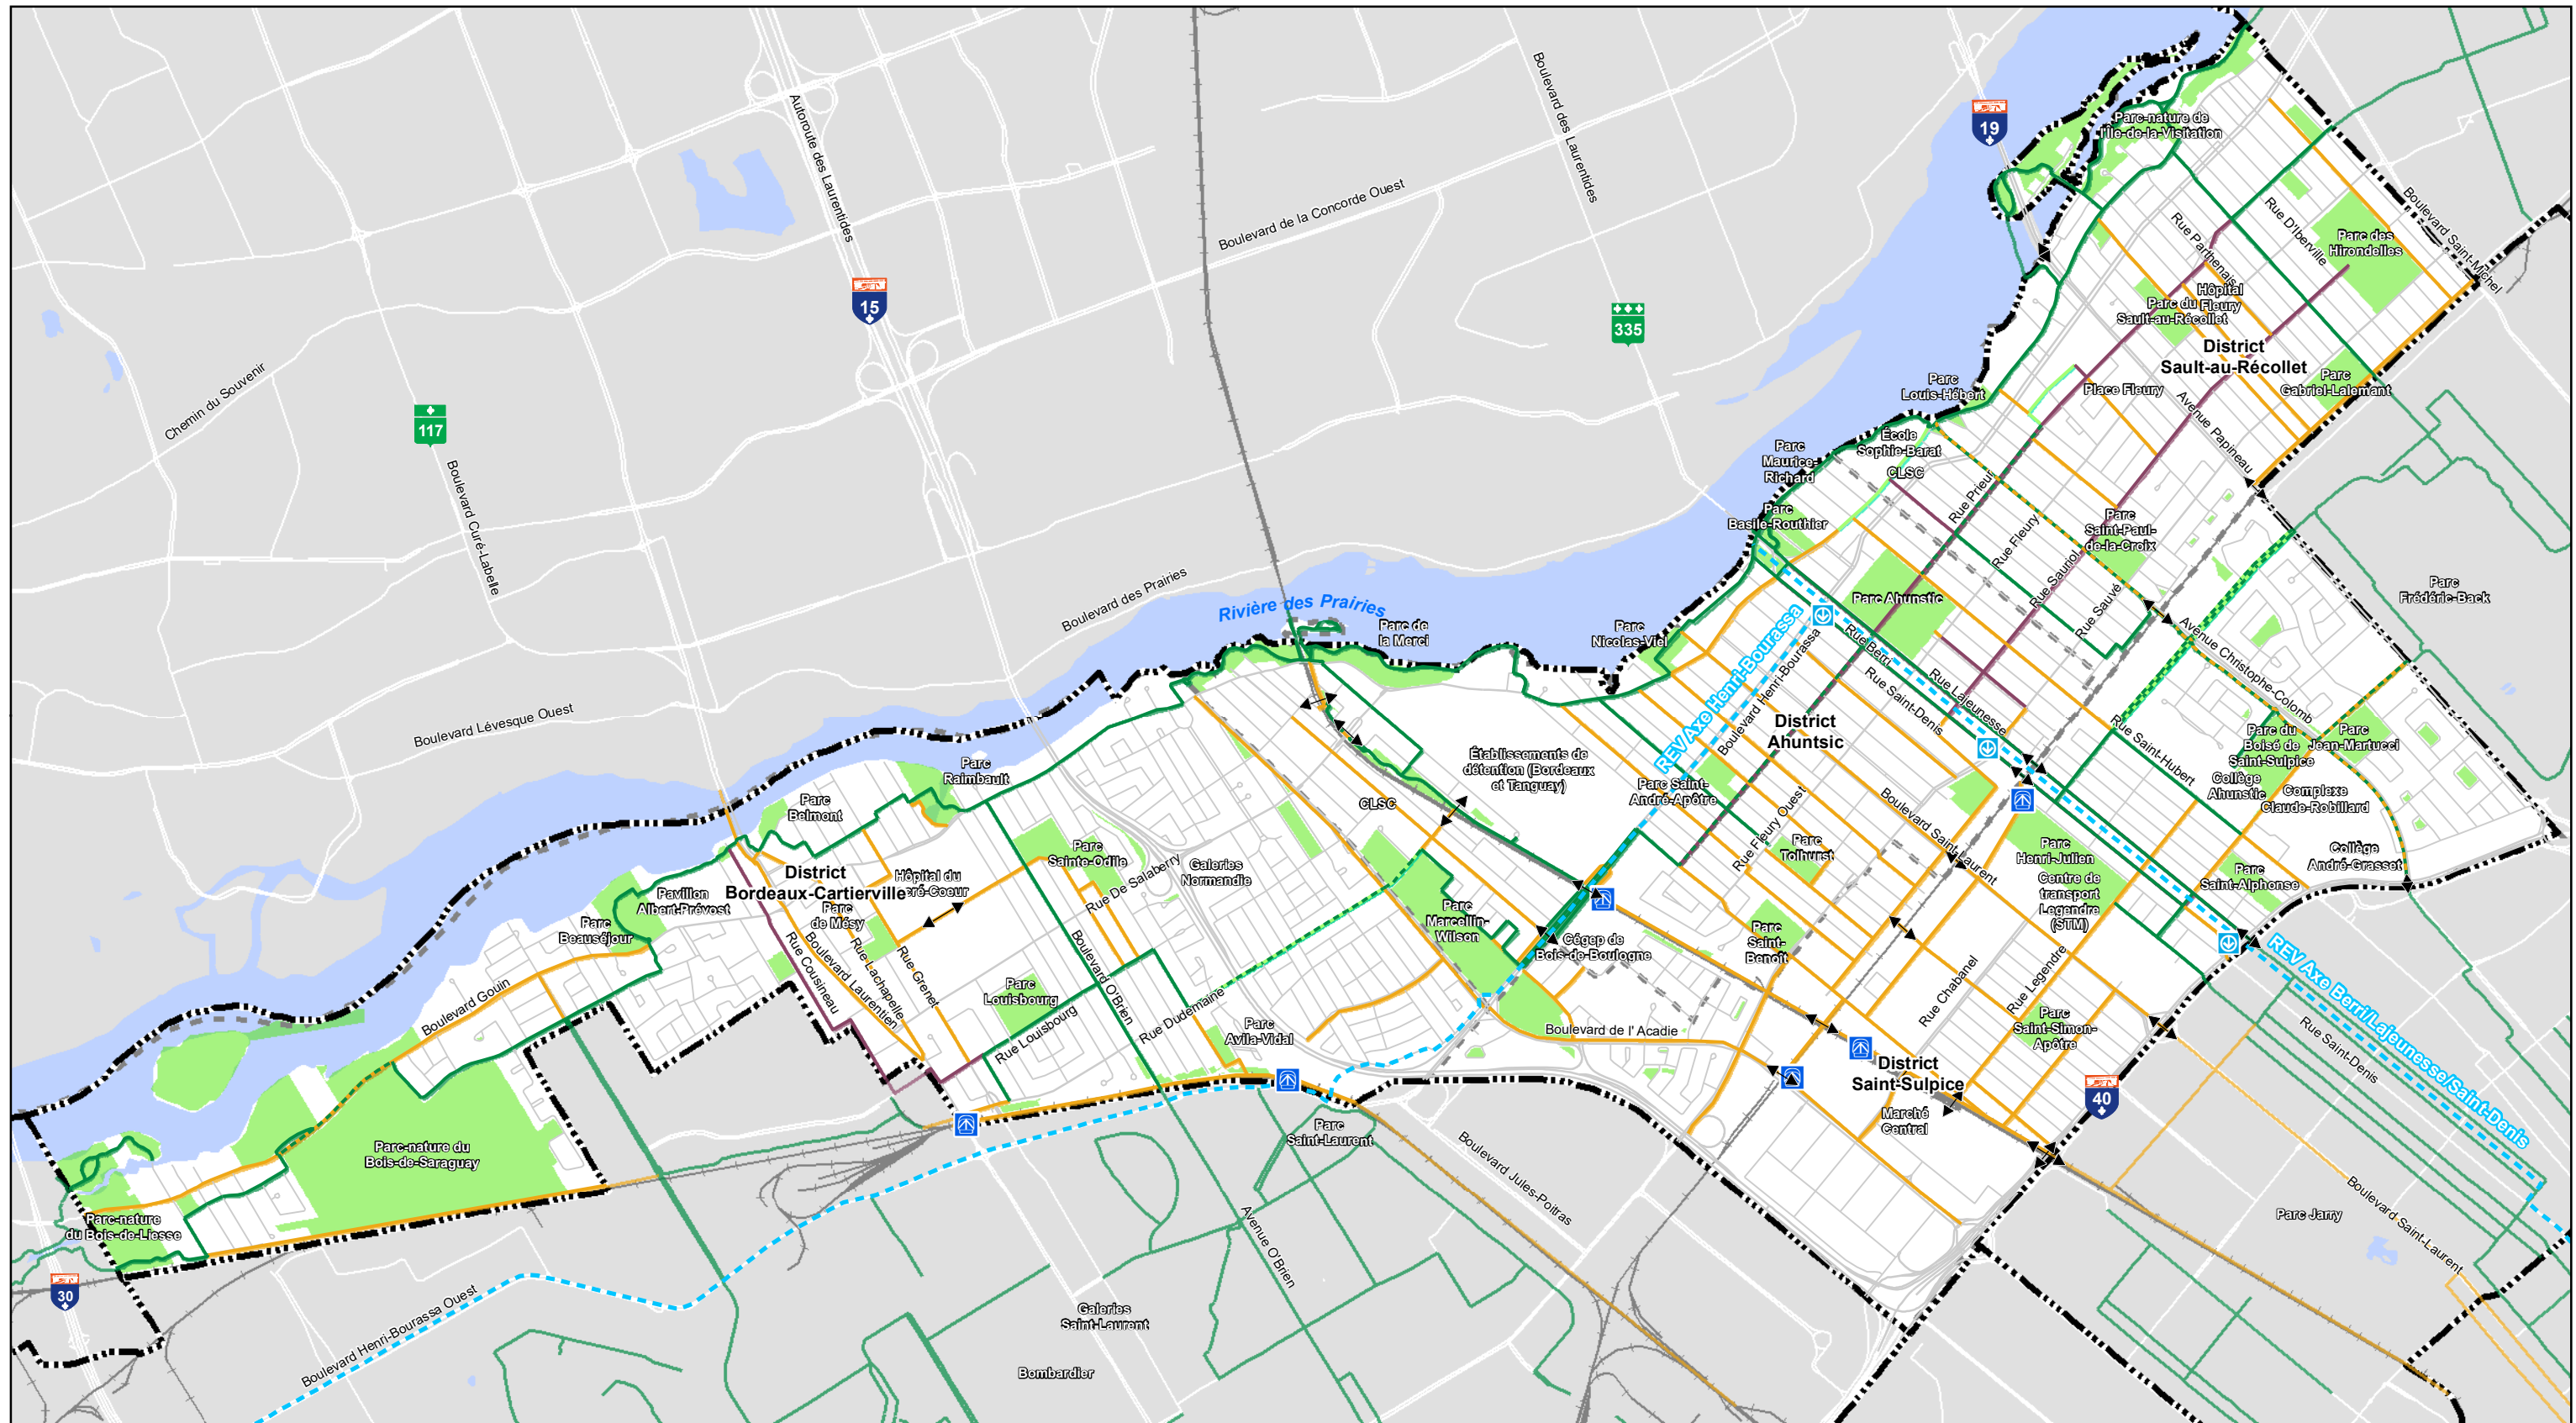 Boulevard des Laurentides
Autoroute des Laurentides
19
Parc-nature de
l'Île-de-la-Visitation
Boulevard de la Concorde Ouest
Rue Parthenais
Rue D'Iberville
Boulevard Saint-Michel
Parc des
Hirondelles
15
335
Hôpital
Fleury
Parc du
Sault-au-Récollet
District
Sault-au-Récollet
Parc
Gabriel-Lalemant
Place Fleury
Parc
Louis-Hébert
Chemin du Souvenir
117
Avenue Papineau
École
Sophie-Barat
CLSC
Parc
Maurice-
Richard
Parc
Basile-Routhier
Boulevard Curé-Labelle
Rue Prieur
Rue Fleury
Parc
Saint-Paul-
de-la-Croix
Rue Sauriol
Rue Sauvé
Boulevard des Prairies
Rivière des Prairies
Parc de
la Merci
Parc
Nicolas-Viel
Parc Ahunstic
Parc
Frédéric-Back
REV Axe Henri-Bourassa
Boulevard Henri-Bourassa
Rue Berri
Rue Lajeunesse
Rue Saint-Denis
Avenue Christophe-Colomb
Boulevard Lévesque Ouest
District
Ahuntsic
Rue Saint-Hubert
Parc du
Boisé de
Saint-Sulpice
Parc
Jean-Martucci
Collège
Ahunstic
Complexe
Claude-Robillard
Établissements de
détention (Bordeaux
et Tanguay)
Parc Saint-
André-Apôtre
Parc
Raimbault
Parc
Belmont
CLSC
Rue Fleury Ouest
Boulevard Saint-Laurent
Parc
Tolhurst
Parc
Henri-Julien
Centre de
transport
Legendre
(STM)
Collège
André-Grasset
Parc
Saint-Alphonse
Parc
Sainte-Odile
Rue De Salaberry
Galeries
Normandie
District
Bordeaux-Cartierville
Hôpital du
cré-Coeur
Pavillon
Albert-Prévost
Parc
de Mésy
Parc
Beauséjour
Parc
Marcellin-
Wilson
Cégep de
Bois-de-Boulogne
Parc
Saint-
Benoît
REV Axe Berri/Lajeunesse/Saint-Denis
Rue Cousineau
Boulevard Laurentien
Rue Lachapelle
Rue Grenet
Boulevard O'Brien
Parc
Louisbourg
Rue Louisbourg
Rue Dudemaine
Parc
Avila-Vidal
Boulevard Gouin
Boulevard de l' Acadie
Rue Chabanel
Rue Legendre
Parc
Saint-Simon-
Apôtre
District
Saint-Sulpice
Marché
Central
40
Rue Saint-Denis
Parc-nature du
Bois-de-Saraguay
Parc
Saint-Laurent
Boulevard Jules-Poitras
Parc-nature
du Bois-de-Liesse
Avenue O'Brien
Parc Jarry
Boulevard Saint-Laurent
30
Boulevard Henri-Bourassa Ouest
Galeries
Saint-Laurent
Bombardier